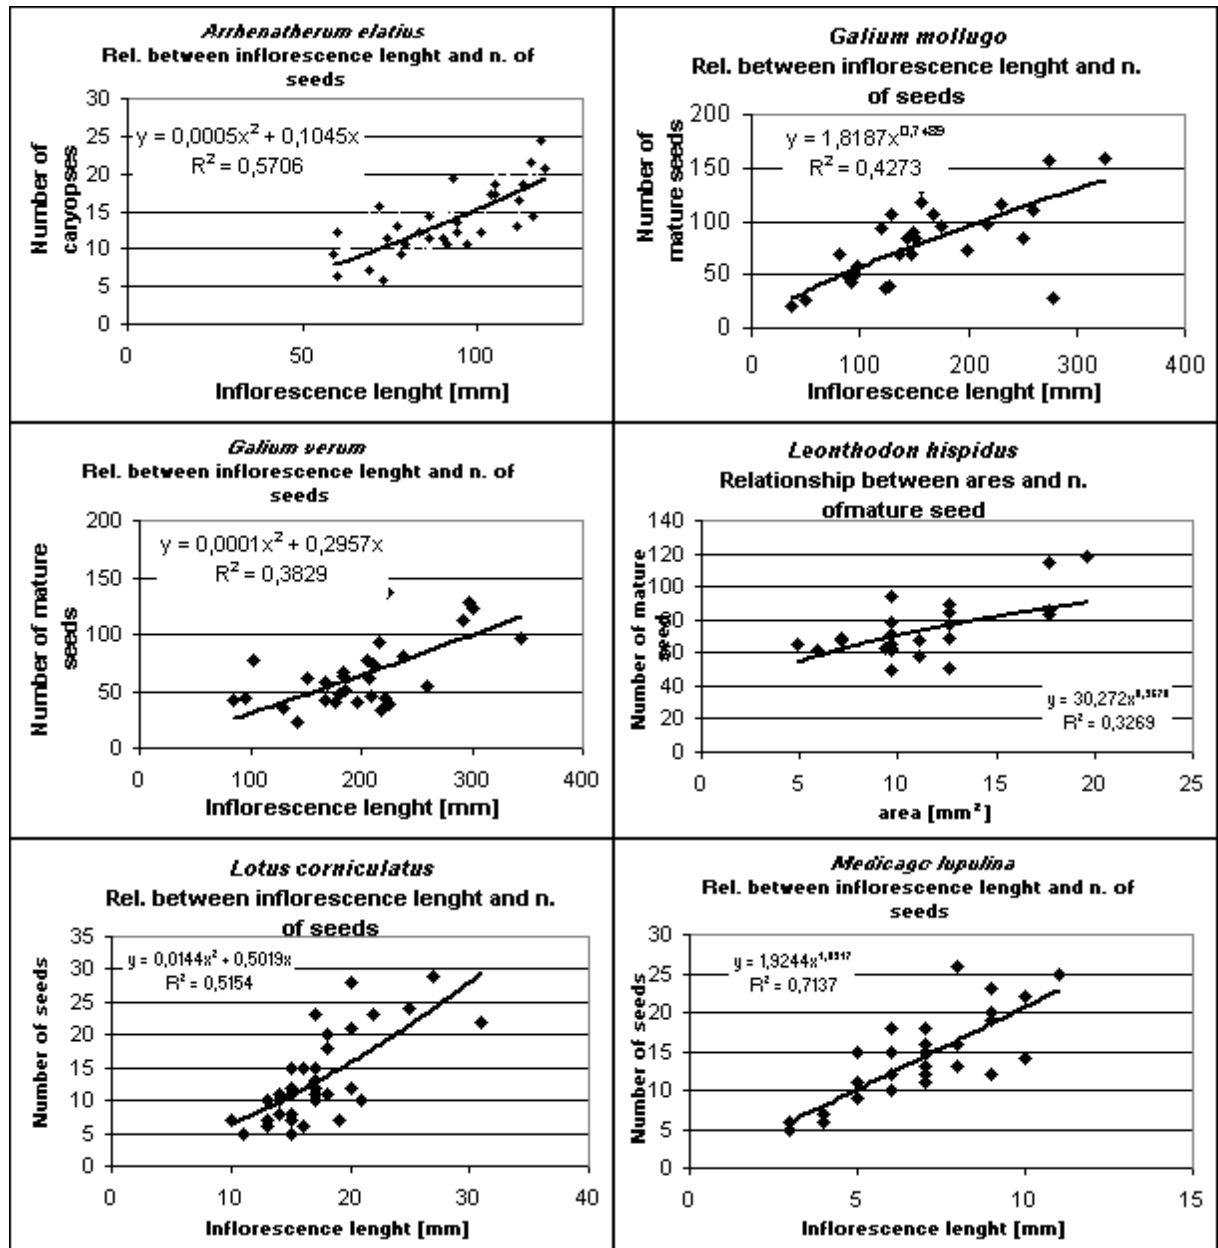 Arrhenatherum elatius
Rel. between inflorescence lenght and n. of
seeds
30
25
20
15
10
5
0
y = 0,0005x² + 0,1045x
R² = 0,5706
Number of
caryopses
0
50
100
Inflorescence lenght [mm]
Galium mollugo
Rel. between inflorescence lenght and n.
of seeds
200
150
100
50
0
y = 1,8187x
R² = 0,4273
Number of
mature seeds
0
100
200
300
400
Inflorescence lenght [mm]
Galium verum
Rel. between inflorescence lenght and n. of
seeds
200
150
100
50
0
y = 0,0001x² + 0,2957x
R² = 0,3829
Number of mature
seeds
0
100
200
300
400
Inflorescence lenght [mm]
Leonthodon hispidus
Relationship between ares and n.
ofmature seed
140
120
100
80
60
40
20
0
Number of mature
seed
y = 30,272x
R² = 0,3269
0
5
10
15
20
25
area [mm²]
Lotus corniculatus
Rel. between inflorescence lenght and n.
of seeds
35
30
25
20
15
10
5
0
y = 0,0144x² + 0,5019x
R² = 0,5154
Number of seeds
0
10
20
30
40
Inflorescence lenght [mm]
Medicago lupulina
Rel. between inflorescence lenght and n. of
seeds
30
25
20
15
10
5
0
y = 1,9244x
R² = 0,7137
Number of seeds
0
5
10
15
Inflorescence lenght [mm]